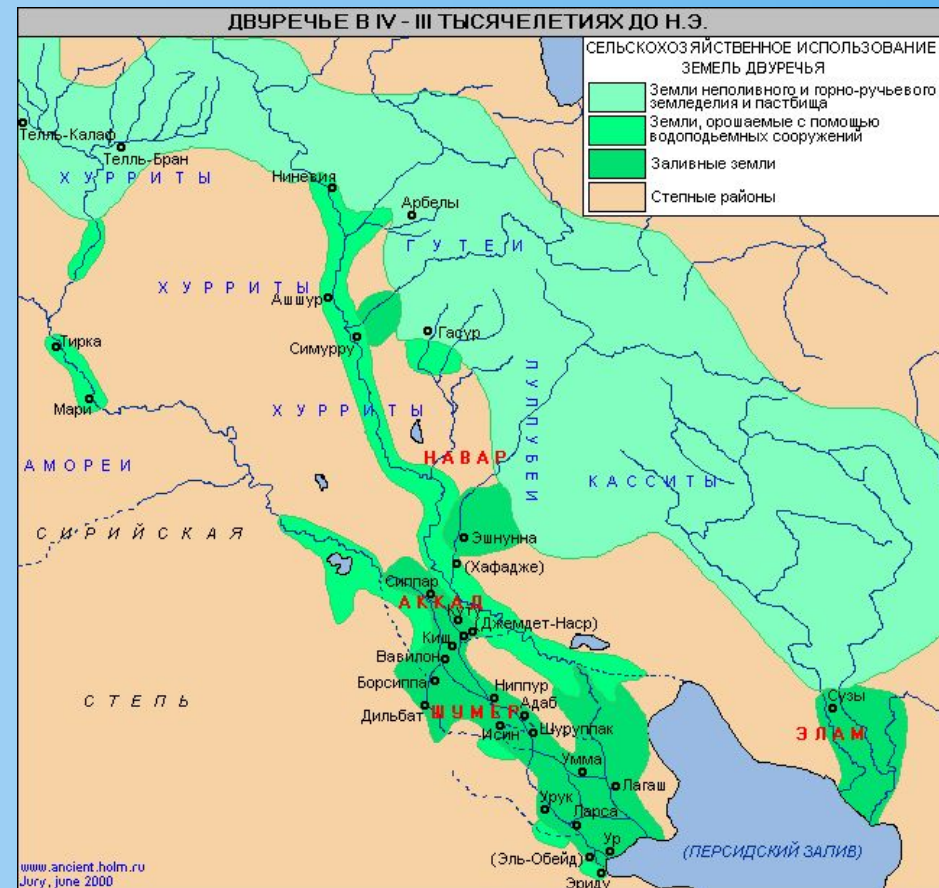 ДВУРЕЧЬЕ В IV - III ТЫСЯЧЕЛЕТИЯХ ДО Н.Э.
СЕЛЬСКОХОЗЯЙСТВЕННОЕ ИСПОЛЬЗОВАНИЕ
ЗЕМЕЛЬ ДВУРЕЧЬЯ
Земли неполивного и горно-ручьевого
земледелия и пастбища
Земли, орошаемые с помощью
водоподъемных сооружений
Заливные земли
Степные районы
Телль-Калаф
Телль-Бран
ХУРРИТЫ
Ниневия
Арбелы
ГУТЕИ
ХУРРИТЫ
Ашшур
Симурру
Гасур
Тирка
Мари
ХУРРИТЫ
ЛУЛЛУБЕИ
НАВАР
АМОРЕИ
КАССИТЫ
СИРИЙСКАЯ
Эшнунна
(Хафадже)
Сиппар
АККАД
Куту
(Джемдет-Наср)
Киш
Вавилон
Борсиппа
Ниппур
СТЕПЬ
Дильбат
ШУМЕР
Адаб
Исин
Шуруппак
Сузы
ЭЛАМ
Умма
Лагаш
Урук
Ларса
Ур
(Эль-Обейд)
(ПЕРСИДСКИЙ ЗАЛИВ)
Эриду
www.ancient.holm.ru
Jury, june 2000